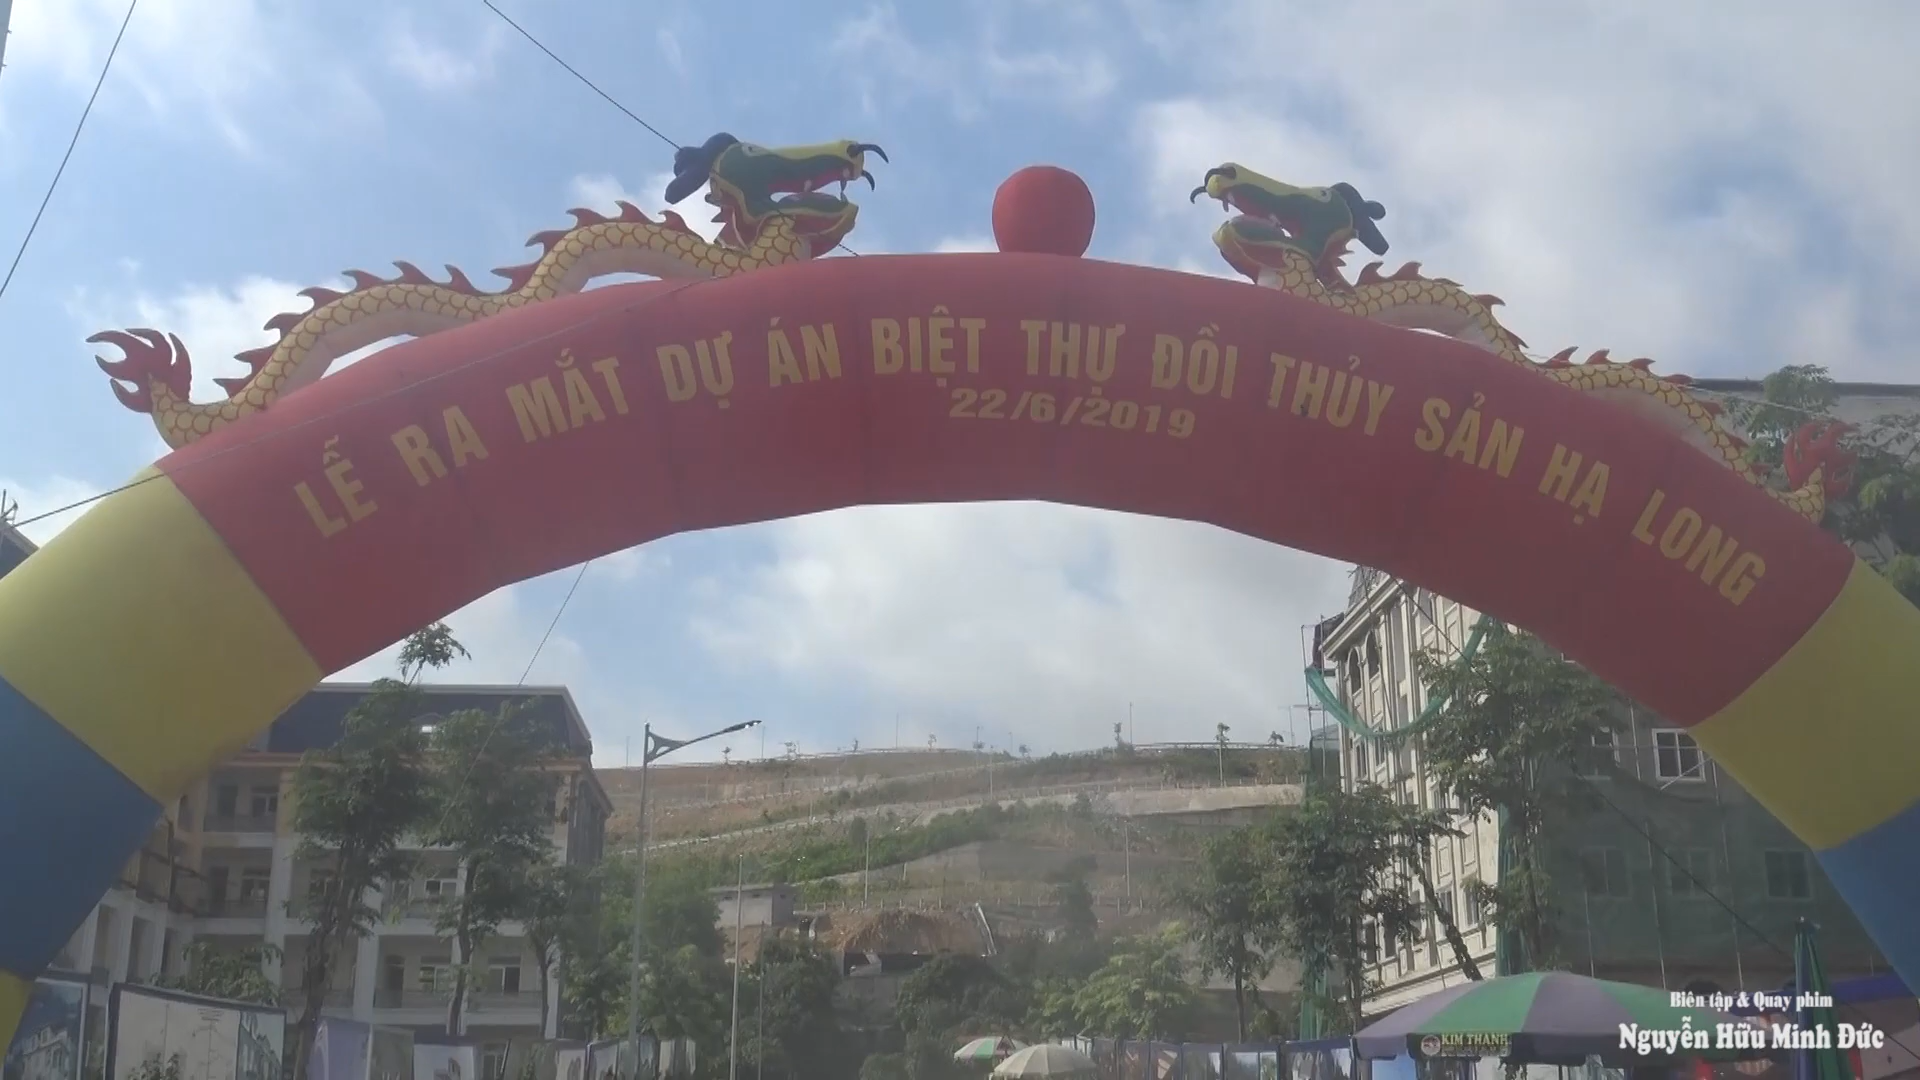 LỄ RA MẮT DỰ ÁN BIỆT THỰ ĐỒI THỦY SẢN HẠ LONG
22/6/2019
KIM THANH
Biên tập & Quay phim
Nguyễn Hữu Minh Đức